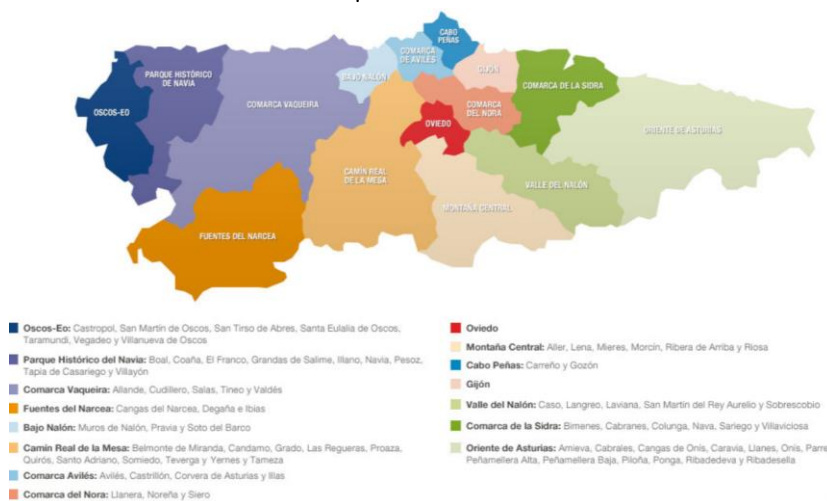 CABO
PEÑAS
COMARCA
DE AVILÉS
PARQUE HISTÓRICO
DE NAVIA
BAJO NALÓN
GIJÓN
COMARCA DE LA SIDRA
OSCOS-EO
COMARCA VAQUEIRA
COMARCA
DEL NORA
OVIEDO
ORIENTE DE ASTURIAS
CAMÍN REAL
DE LA MESA
VALLE DEL NALÓN
MONTAÑA CENTRAL
FUENTES DEL NARCEA
Oscos-Eo: Castropol, San Martín de Oscos, San Tirso de Abres, Santa Eulalia de Oscos,
Taramundi, Vegadeo y Villanueva de Oscos
Parque Histórico del Navia: Boal, Coaña, El Franco, Grandas de Salime, Illano, Navia, Pesoz,
Tapia de Casariego y Villayón
Comarca Vaqueira: Allande, Cudillero, Salas, Tineo y Valdés
Fuentes del Narcea: Cangas del Narcea, Degaña e Ibias
Bajo Nalón: Muros de Nalón, Pravia y Soto del Barco
Camín Real de la Mesa: Belmonte de Miranda, Candamo, Grado, Las Regueras, Proaza,
Quirós, Santo Adriano, Somiedo, Teverga y Yernes y Tameza
Comarca Avilés: Avilés, Castrillón, Corvera de Asturias y Illas
Comarca del Nora: Llanera, Noreña y Siero
Oviedo
Montaña Central: Aller, Lena, Mieres, Morcín, Ribera de Arriba y Riosa
Cabo Peñas: Carreño y Gozón
Gijón
Valle del Nalón: Caso, Langreo, Laviana, San Martín del Rey Aurelio y Sobrescobio
Comarca de la Sidra: Bimenes, Cabranes, Colunga, Nava, Sariego y Villaviciosa
Oriente de Asturias: Amieva, Cabrales, Cangas de Onís, Caravia, Llanes, Onís, Parre
Peñamellera Alta, Peñamellera Baja, Piloña, Ponga, Ribadedeva y Ribadesella